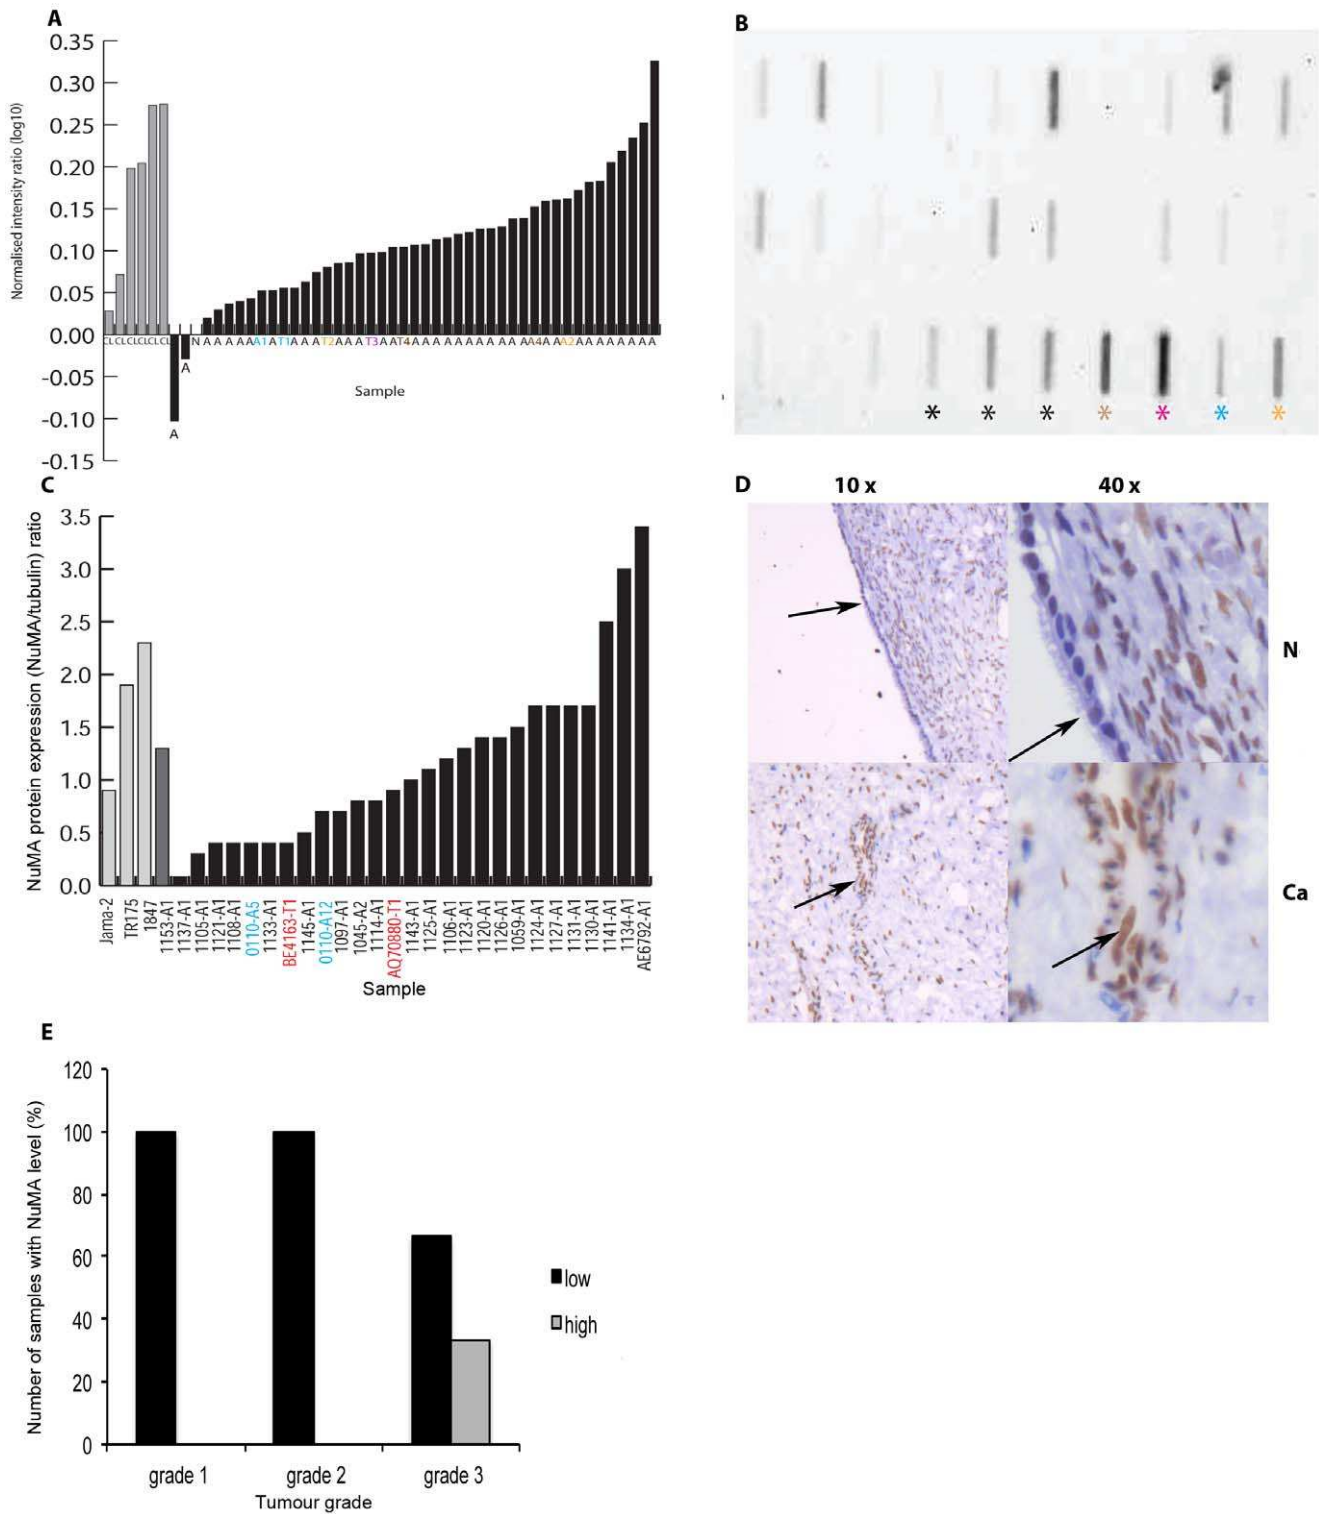 A
Normalised intensity ratio (log10)
0.35
0.30
0.25
0.20
0.15
0.10
0.05
0.00
-0.05
-0.10
-0.15
CL CL CL CL CL CL
A
A
N A A A A A A1 A T1 A A A T2 A A A T3 A A T4 A A A A A A A A A A A A4 A A A2 A A A A A A A A
Sample
B
* * * * * * *
C
NuMA protein expression (NuMA/tubulin) ratio
3.5
3.0
2.5
2.0
1.5
1.0
0.5
0.0
Jama-2
TR175
1847
1153-A1
1137-A1
1105-A1
1121-A1
1108-A1
0110-A5
1133-A1
BE4163-T1
1145-A1
0110-A12
1097-A1
1045-A2
1114-A1
AQ70880-T1
1143-A1
1125-A1
1106-A1
1123-A1
1120-A1
1126-A1
1059-A1
1124-A1
1127-A1
1131-A1
1130-A1
1141-A1
1134-A1
AE6792-A1
Sample
D
10 x
40 x
N
Ca
E
Number of samples with NuMA level (%)
120
100
80
60
40
20
0
grade 1
grade 2
grade 3
Tumour grade
low
high